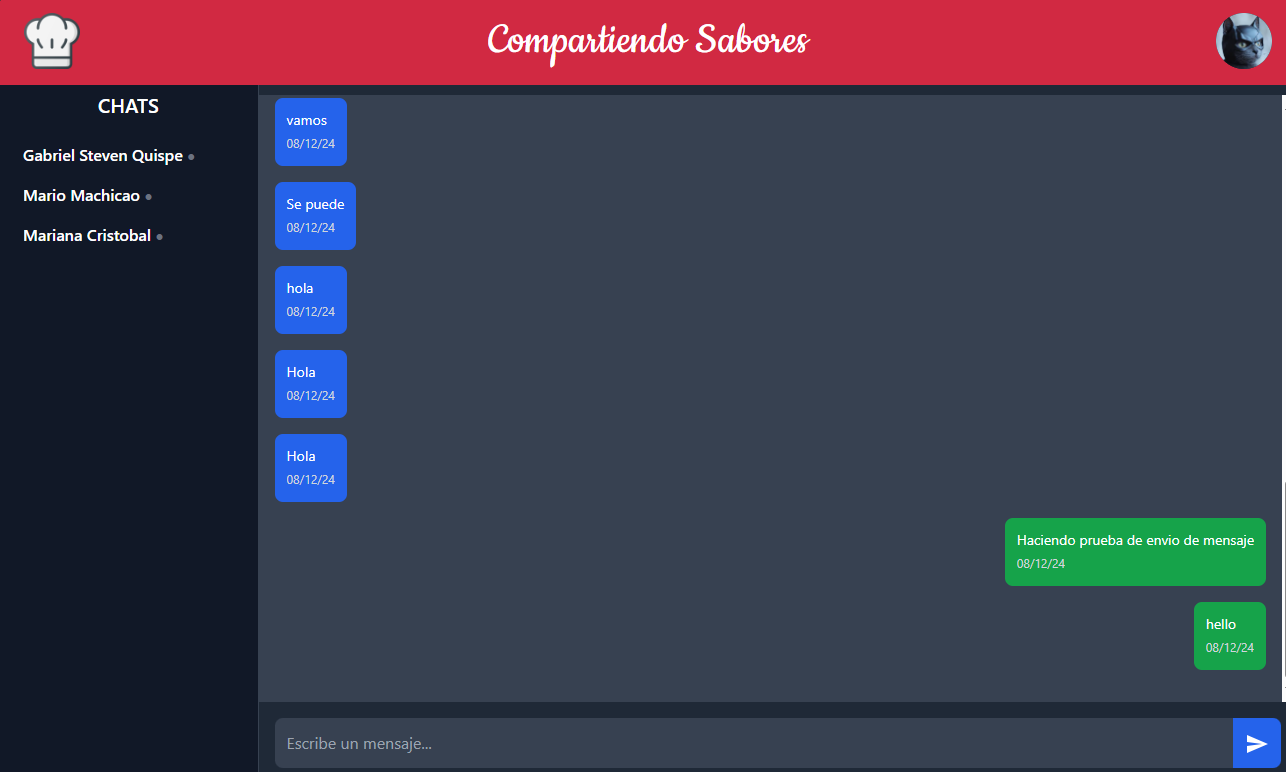 Compartiendo Sabores
CHATS
Gabriel Steven Quispe
Mario Machicao
Mariana Cristobal
vamos
08/12/24
Se puede
08/12/24
hola
08/12/24
Hola
08/12/24
Hola
08/12/24
Haciendo prueba de envio de mensaje
08/12/24
hello
08/12/24
Escribe un mensaje...